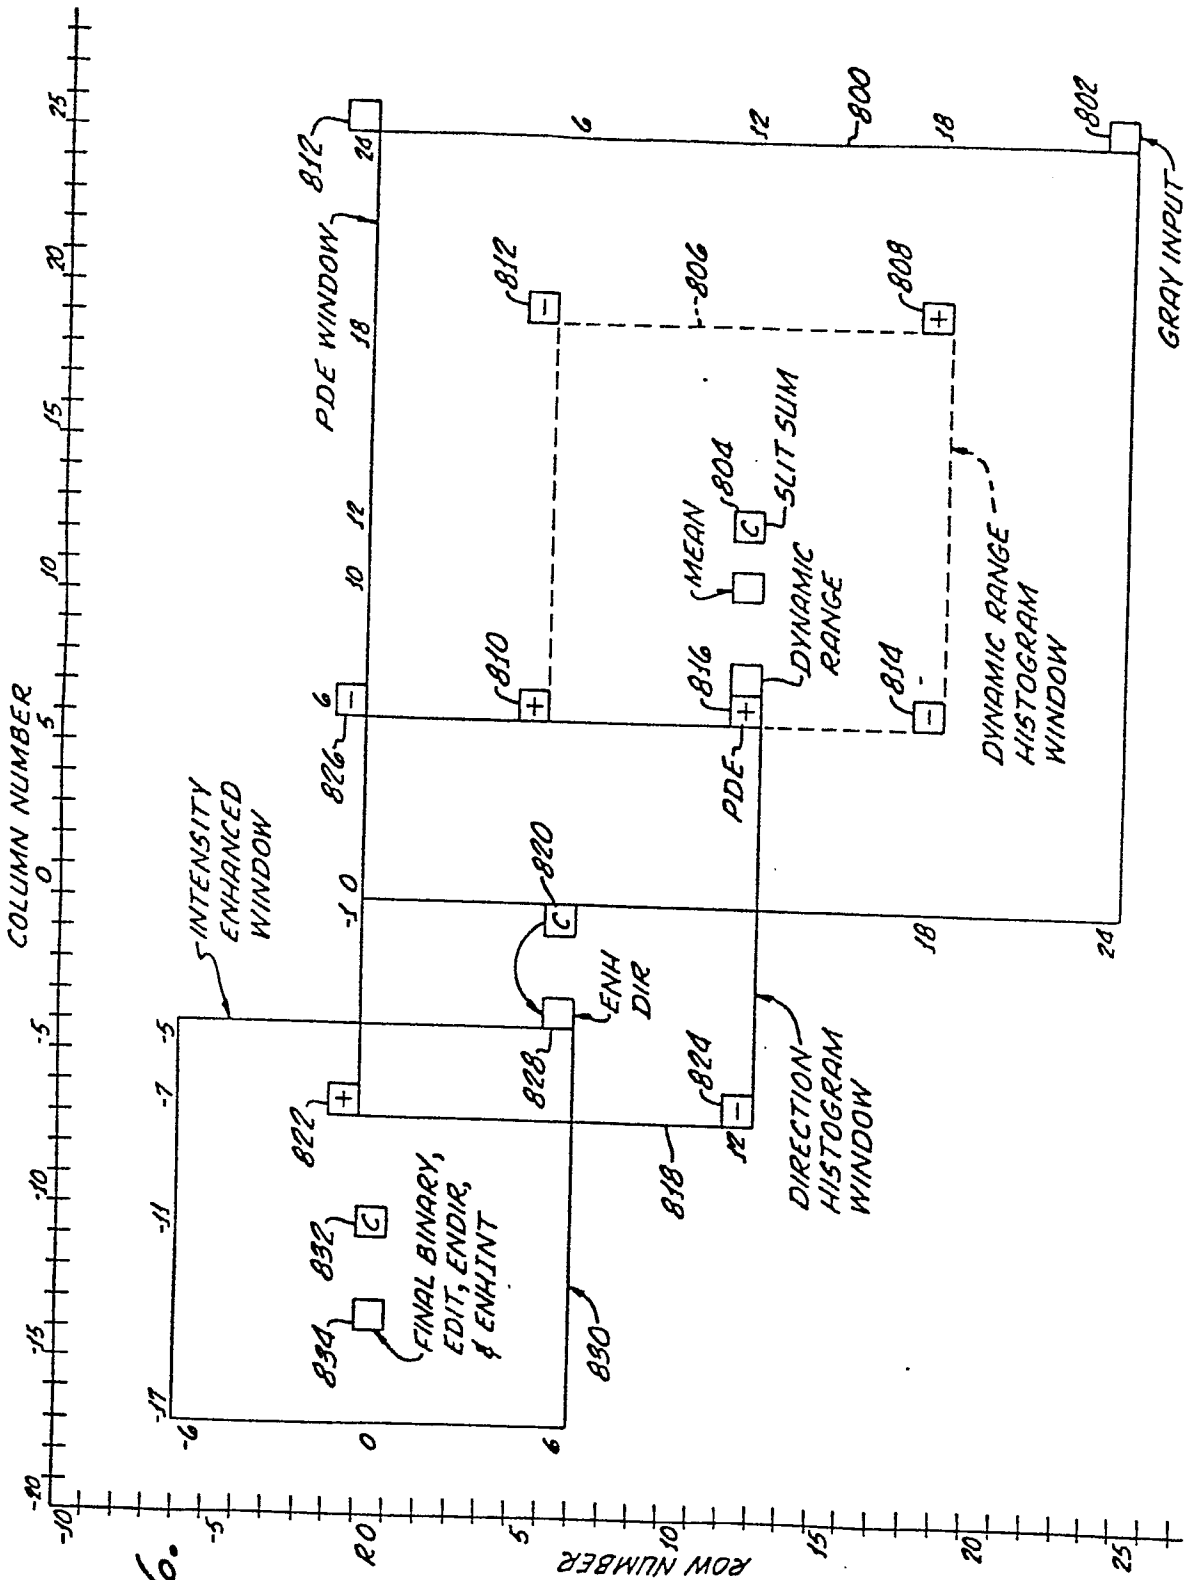 COLUMN NUMBER
-20
-15
-10
-5
0
5
10
15
20
25
-10
-5
R 0
5
10
15
20
25
ROW NUMBER
6.
INTENSITY
ENHANCED
WINDOW
-17
-11
-7
-5
-6
0
6
834
832
C
822
+
FINAL BINARY,
EDIT, ENDIR,
& ENHINT
830
828
820
C
ENH
DIR
818
824
-
12
DIRECTION
HISTOGRAM
WINDOW
-1
0
826
6
-
10
12
18
24
PDE WINDOW
812
6
12
18
800
802
GRAY INPUT
18
24
810
+
812
-
806
808
+
814
-
816
+
PDE
DYNAMIC
RANGE
MEAN
C
804
SLIT SUM
DYNAMIC RANGE
HISTOGRAM
WINDOW